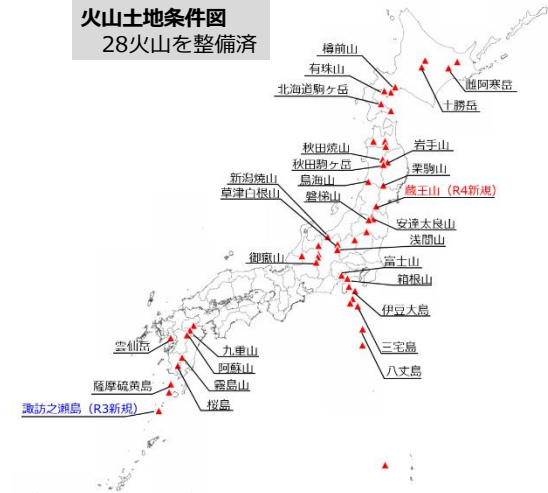 火山土地条件図
28火山を整備済
樽前山
有珠山
北海道駒ヶ岳
雌阿寒岳
十勝岳
秋田焼山
岩手山
秋田駒ヶ岳
栗駒山
鳥海山
蔵王山（R4新規）
磐梯山
新潟焼山
草津白根山
安達太良山
浅間山
富士山
御嶽山
箱根山
伊豆大島
三宅島
八丈島
雲仙岳
九重山
阿蘇山
霧島山
薩摩硫黄島
桜島
諏訪之瀬島（R3新規）